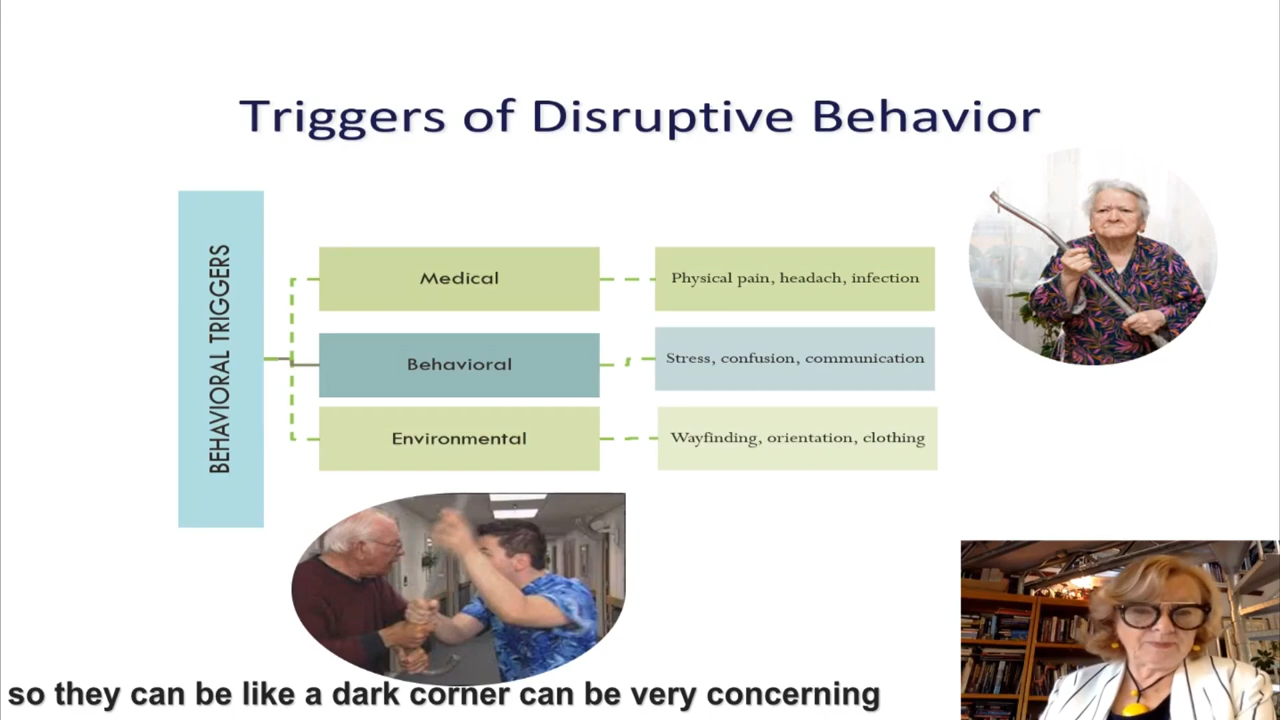 Triggers of Disruptive Behavior
BEHAVIORAL TRIGGERS
Medical
Physical pain, headach, infection
Behavioral
Stress, confusion, communication
Environmental
Wayfinding, orientation, clothing
so they can be like a dark corner can be very concerning